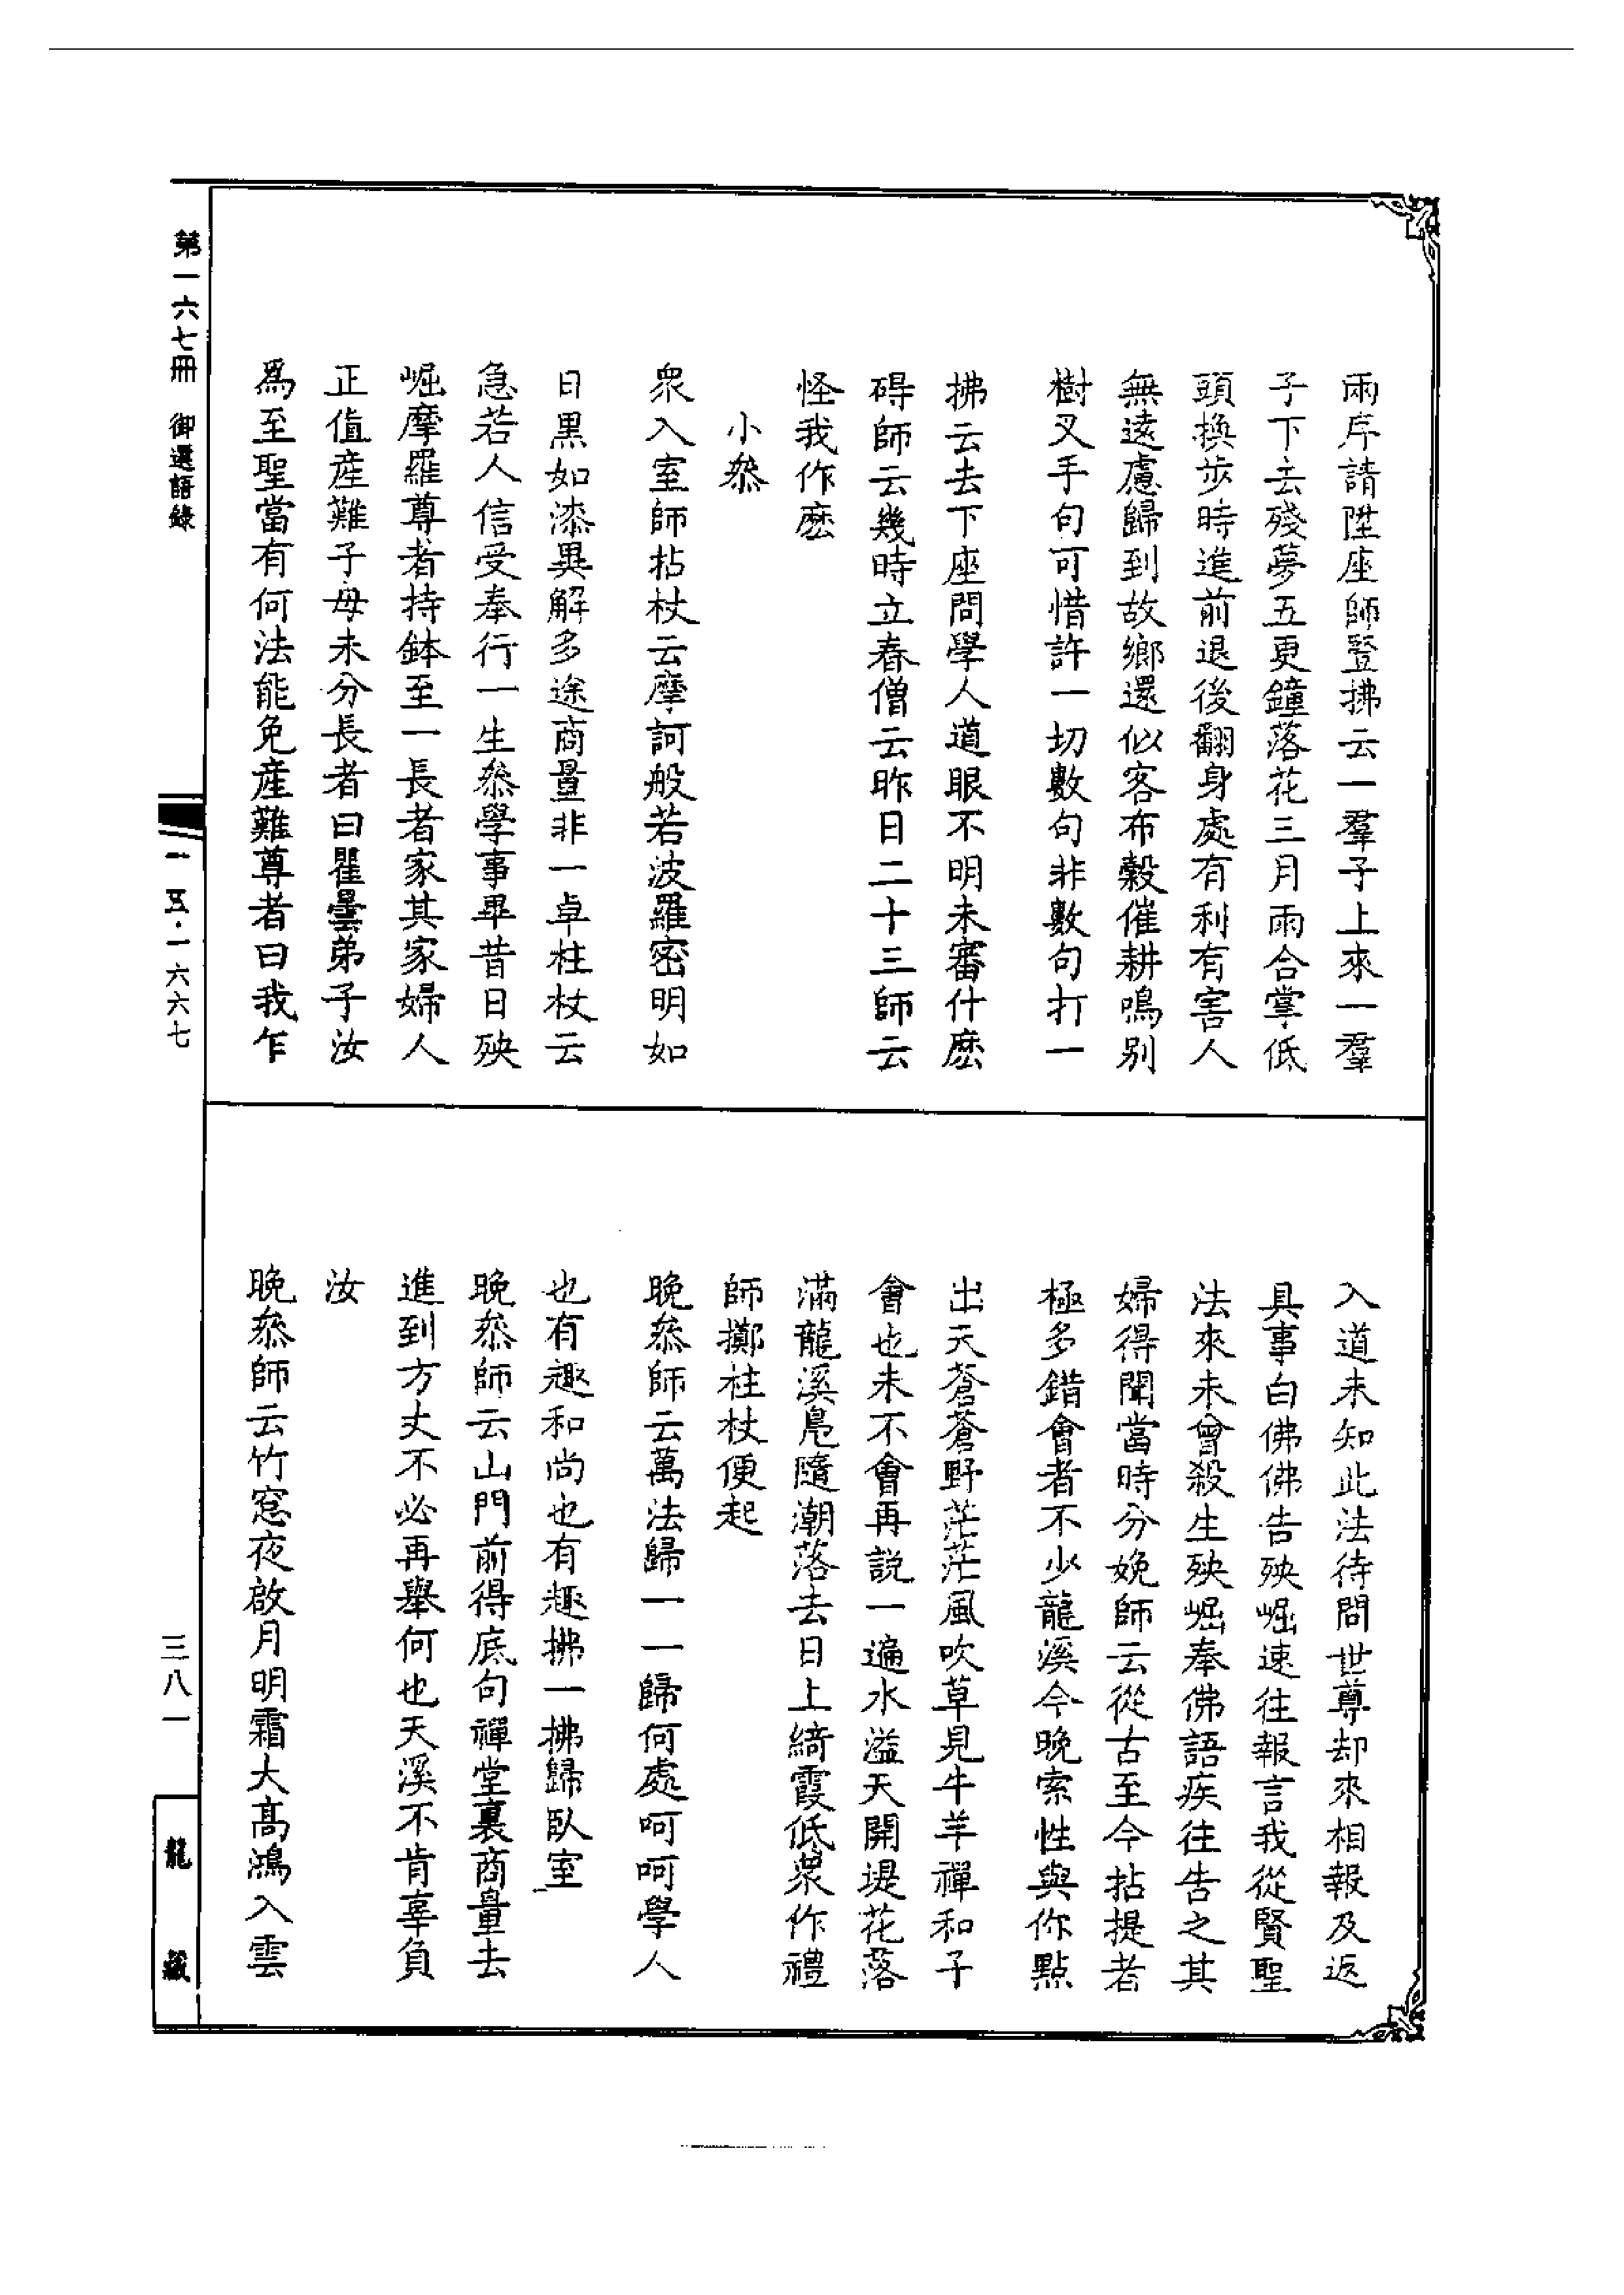 兩序請陞座師豎拂云一羣子上來一羣
子下去殘夢五更鐘落花三月雨合掌低
頭換步時進前退後翻身處有利有害人
無遠慮歸到故鄉還似客布穀催耕鳴別
樹叉手句可惜許一切數句非數句打一
拂云去下座問學人道眼不明未審什麽
碍師云幾時立春僧云昨日二十三師云
怪我作麽
小叅
衆入室師拈杖云摩訶般若波羅密明如
日黑如漆異解多途商量非一卓柱杖云
急若人信受奉行一生叅學事畢昔日殃
崛摩羅尊者持鉢至一長者家其家婦人
正值産難子母未分長者曰瞿曇弟子汝
爲至聖當有何法能免産難尊者曰我乍
入道未知此法待問世尊却來相報及返
具事白佛佛告殃崛速往報言我從賢聖
法來未曾殺生殃崛奉佛語疾往告之其
婦得聞當時分娩師云從古至今拈提者
極多錯會者不少龍溪今晚索性與你點
出天蒼蒼野茫茫風吹草見牛羊禪和子
會也未不會再説一遍水溢天開堤花落
滿龍溪凫隨潮落去日上綺霞低衆作禮
師擲柱杖便起
晚叅師云萬法歸一一歸何處呵呵學人
也有趣和尚也有趣拂一拂歸臥室
晚叅師云山門前得底句禪堂裏商量去
進到方丈不必再舉何也天溪不肯辜負
汝
晚叅師云竹窓夜啟月明霜大高鴻入雲
第一六七冊 御選語錄
一五·一六六七
三八一
龍藏